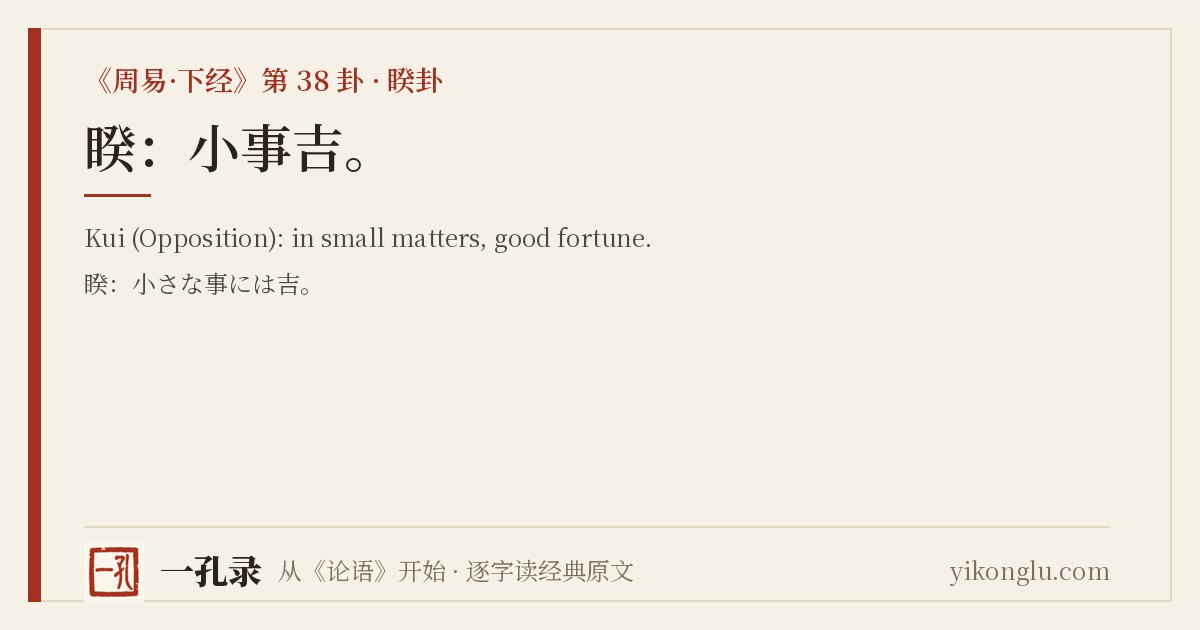 《周易·下经》第 38 卦 · 睽卦
睽：小事吉。
Kui (Opposition): in small matters, good fortune.
睽：小さな事には吉。
一孔
一孔录
从《论语》开始 · 逐字读经典原文
yikonglu.com